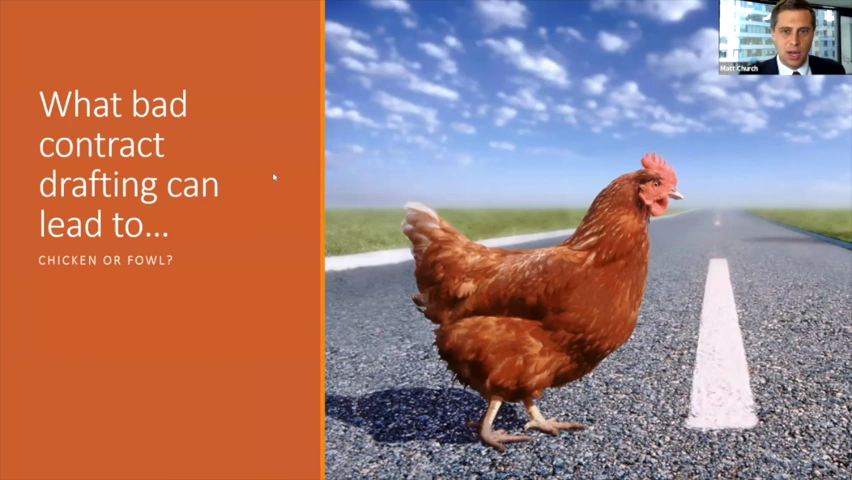 What bad
contract
drafting can
lead to...
CHICKEN OR FOWL?
Matt Church